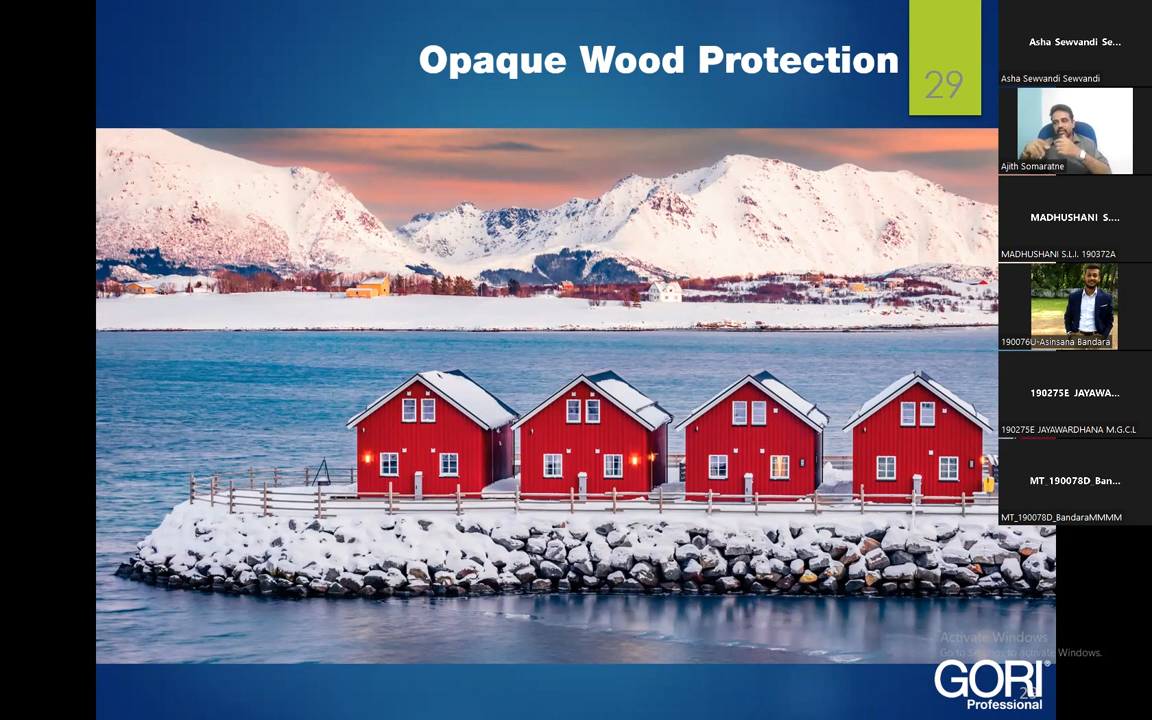 Opaque Wood Protection
29
Asha Sewvandi Se...
Asha Sewvandi Sewvandi
Ajith Somaratne
MADHUSHANI S....
MADHUSHANI S.L.I. 190372A
190076U-Asinsana Bandara
190275E JAYAWA...
190275E JAYAWARDHANA M.G.C.L
MT_190078D_Ban...
MT_190078D_BandaraMMMM
Activate Windows
Go to Settings to activate Windows.
GORI®
Professional